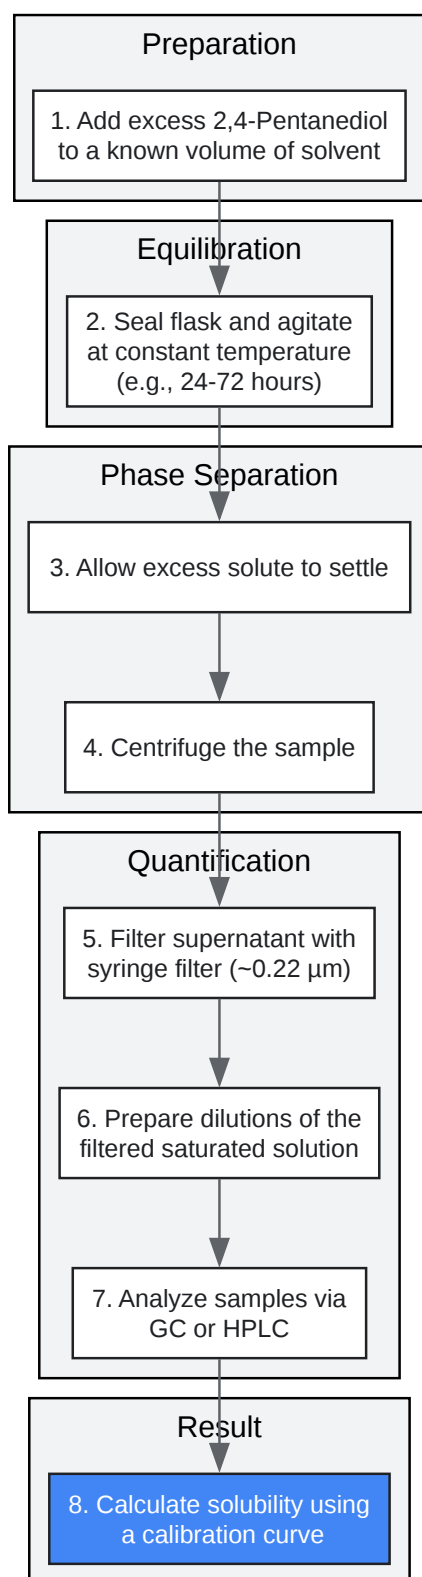 Preparation
1. Add excess 2,4-Pentanediol
to a known volume of solvent
Equilibration
2. Seal flask and agitate
at constant temperature
(e.g., 24-72 hours)
Phase Separation
3. Allow excess solute to settle
4. Centrifuge the sample
Quantification
5. Filter supernatant with
syringe filter (~0.22 µm)
6. Prepare dilutions of the
filtered saturated solution
7. Analyze samples via
GC or HPLC
Result
8. Calculate solubility using
a calibration curve